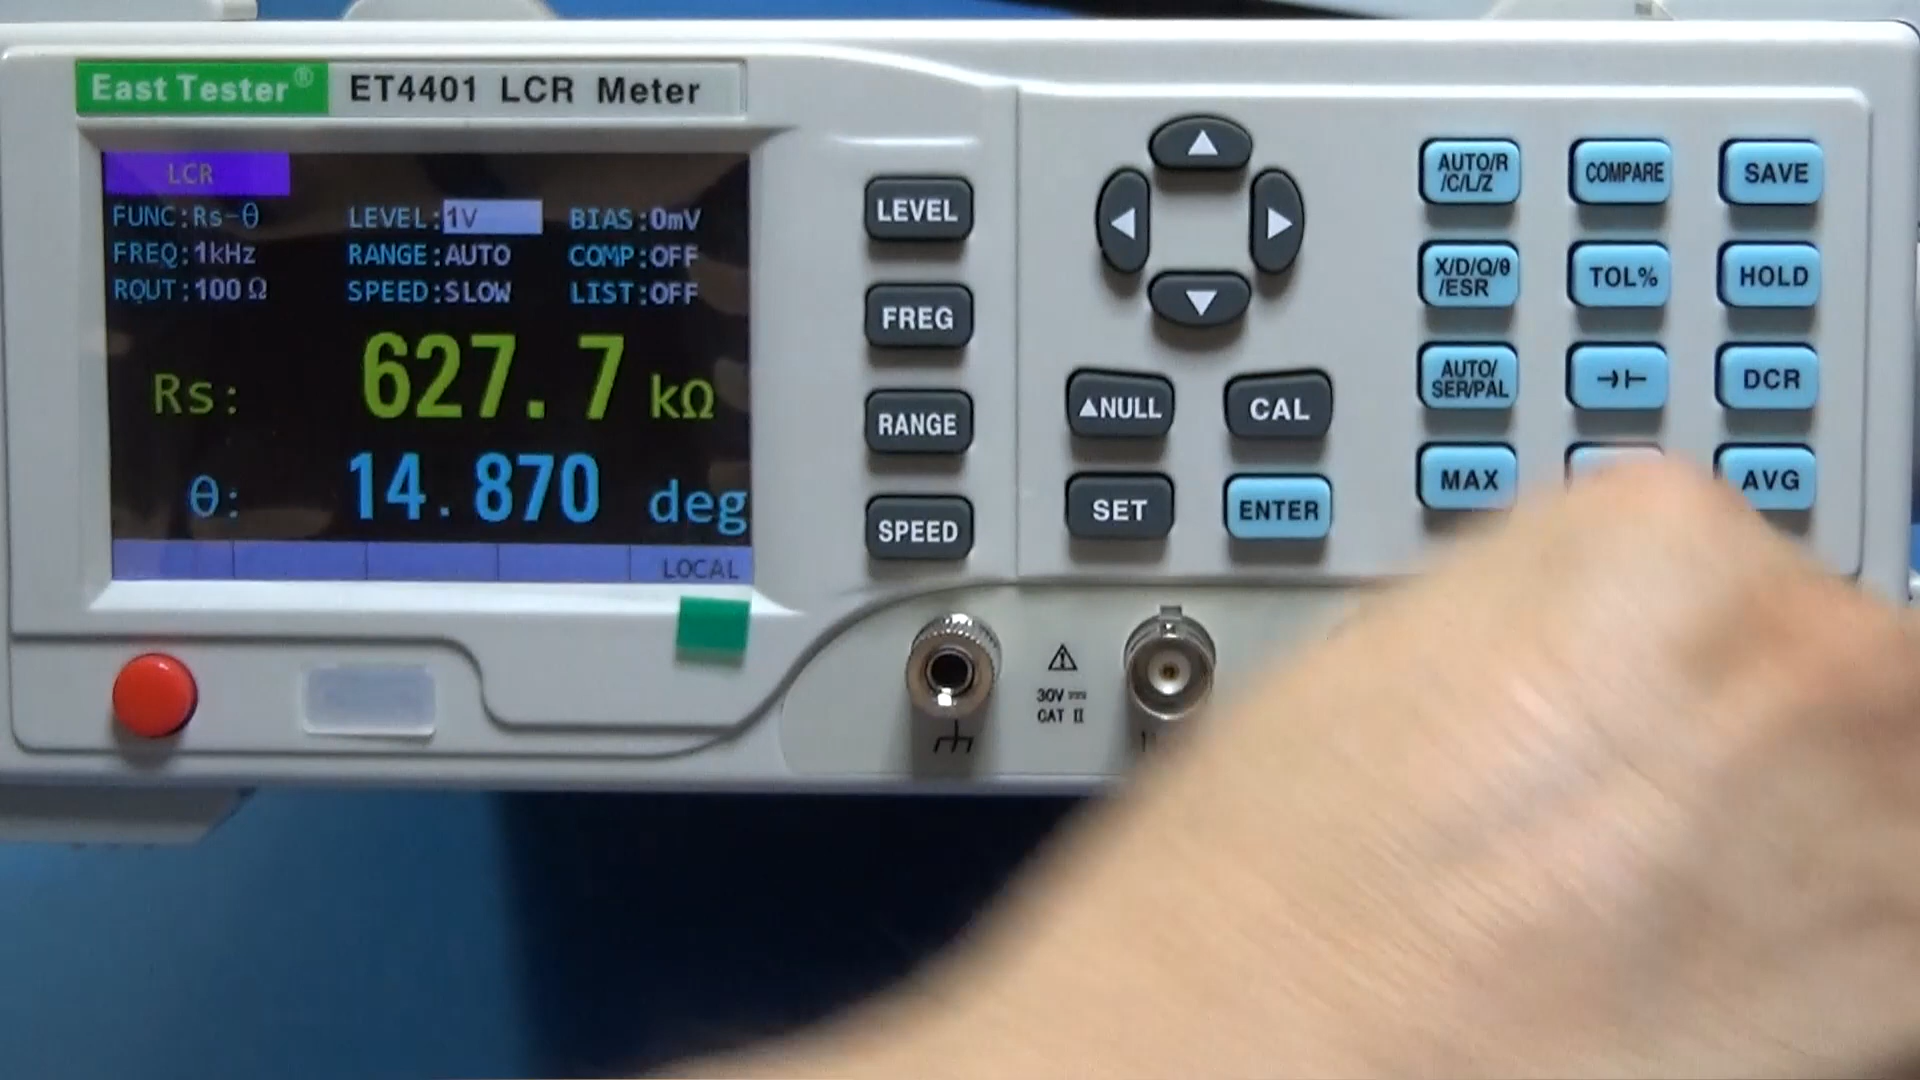 East Tester® ET4401 LCR Meter
LCR
FUNC:Rs-θ LEVEL:1V BIAS:0mV
FREQ:1kHz RANGE:AUTO COMP:OFF
ROUT:100Ω SPEED:SLOW LIST:OFF
Rs: 627.7 kΩ
θ: 14.870 deg
LOCAL
LEVEL
FREQ
RANGE
SPEED
▲NULL CAL
SET ENTER
AUTO/R
/C/L/Z
COMPARE
SAVE
X/D/Q/θ
/ESR
TOL%
HOLD
AUTO/
SER/PAL
DCR
MAX
AVG
30V
CAT II